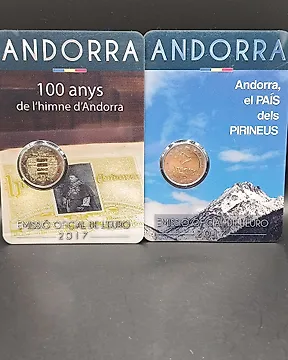 ANDORRA
100 anys
de l'himne d'Andorra
EMISSIÓ OFICIAL DE L'EURO
2017
ANDORRA
Andorra,
el PAÍS
dels
PIRINEUS
EMISSIÓ OFICIAL DE L'EURO